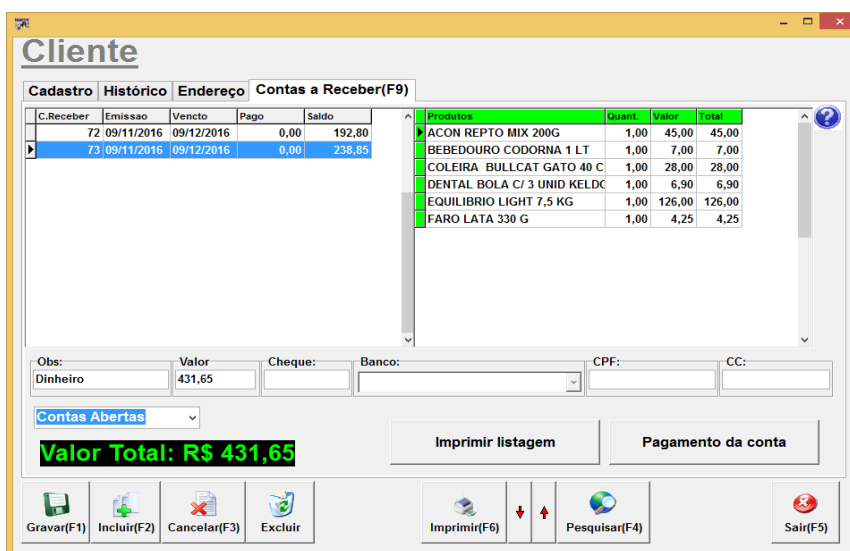 Cliente
Cadastro Histórico Endereço Contas a Receber(F9)
C.Receber Emissao Vencto Pago Saldo
72 09/11/2016 09/12/2016 0,00 192,80
73 09/11/2016 09/12/2016 0,00 238,85
Produtos Quant. Valor Total
ACON REPTO MIX 200G 1,00 45,00 45,00
BEBEDOURO CODORNA 1 LT 1,00 7,00 7,00
COLEIRA BULLCAT GATO 40 C 1,00 28,00 28,00
DENTAL BOLA C/ 3 UNID KELDO 1,00 6,90 6,90
EQUILIBRIO LIGHT 7,5 KG 1,00 126,00 126,00
FARO LATA 330 G 1,00 4,25 4,25
Obs: Valor Cheque: Banco: CPF: CC:
Dinheiro 431,65
Contas Abertas
Valor Total: R$ 431,65
Imprimir listagem Pagamento da conta
Gravar(F1) Incluir(F2) Cancelar(F3) Excluir Imprimir(F6) Pesquisar(F4) Sair(F5)